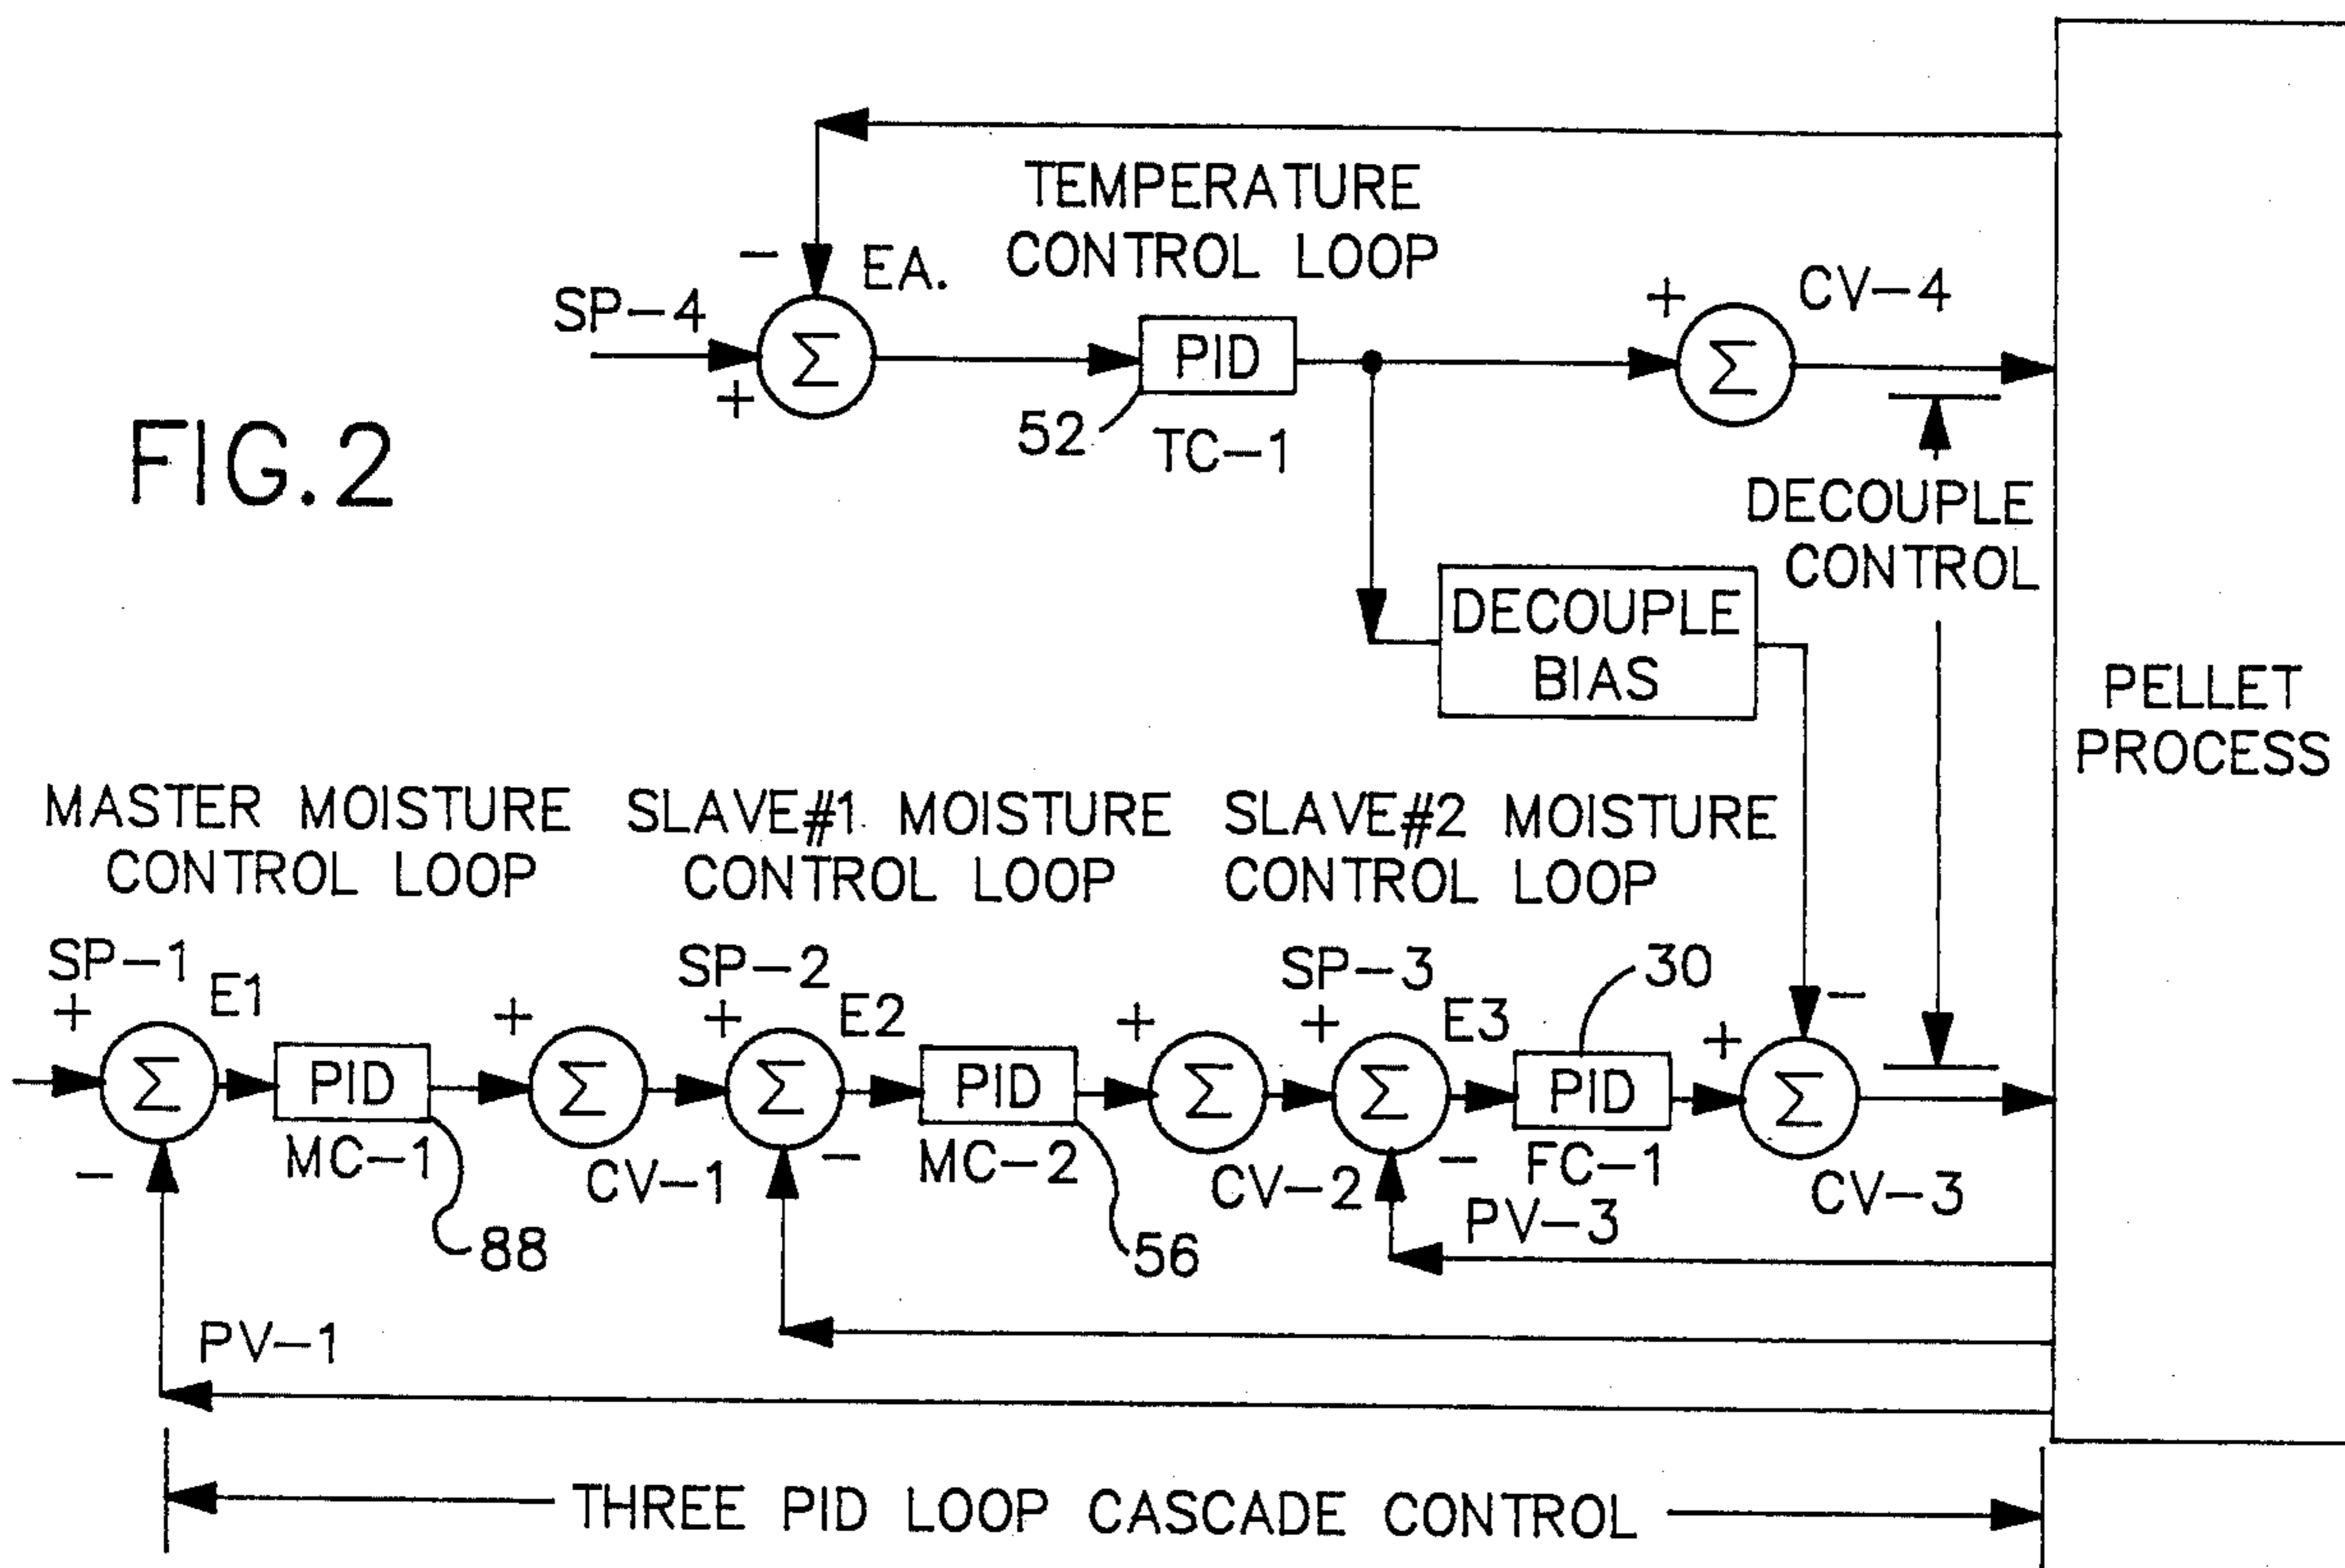 TEMPERATURE
CONTROL LOOP
- EA.
SP-4
+
Σ
PID
52
TC-1
+
Σ
CV-4
FIG.2
DECOUPLE
CONTROL
DECOUPLE
BIAS
PELLET
PROCESS
MASTER MOISTURE
CONTROL LOOP
SLAVE#1 MOISTURE
CONTROL LOOP
SLAVE#2 MOISTURE
CONTROL LOOP
SP-1
+
E1
Σ
-
PID
MC-1
88
+
Σ
CV-1
SP-2
+
E2
Σ
-
PID
MC-2
56
+
Σ
CV-2
SP-3
+
E3
Σ
-
30
PID
FC-1
+
-
Σ
CV-3
PV-3
PV-1
THREE PID LOOP CASCADE CONTROL